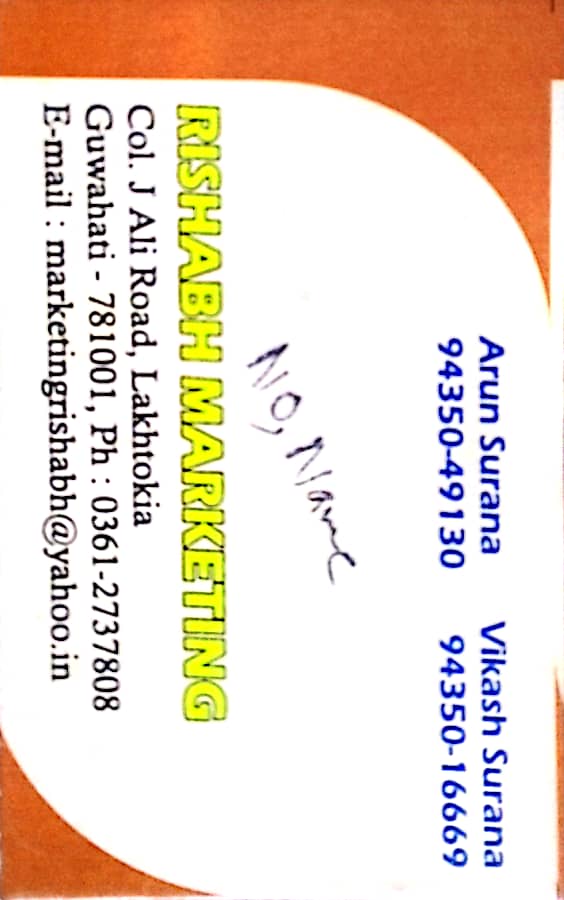 Arun Surana Vikash Surana
94350-49130 94350-16669
No, Name
RISHABH MARKETING
Col. J Ali Road, Lakhtokia
Guwahati - 781001, Ph : 0361-2737808
E-mail : marketingrishabh@yahoo.in